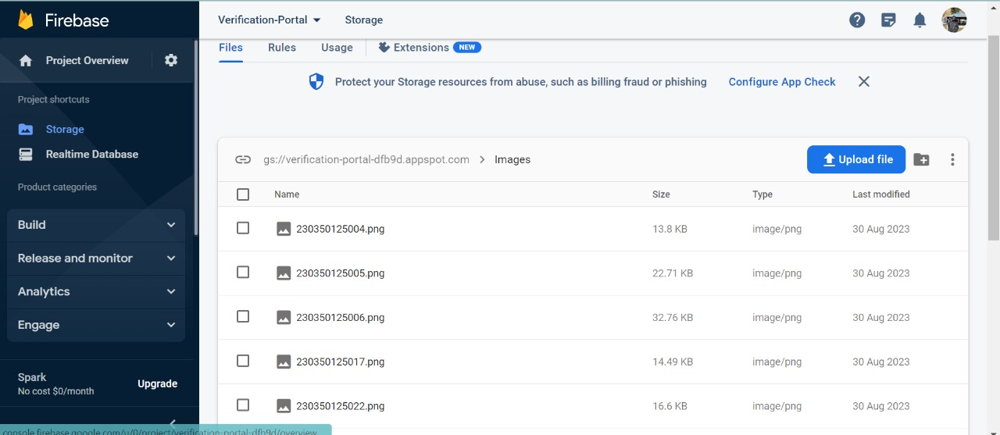 Firebase
Verification-Portal
Storage
Project Overview
Files
Rules
Usage
Extensions
NEW
Protect your Storage resources from abuse, such as billing fraud or phishing
Configure App Check
Project shortcuts
Storage
Realtime Database
Product categories
Build
Release and monitor
Analytics
Engage
Spark
No cost $0/month
Upgrade
gs://verification-portal-dfb9d.appspot.com > Images
Upload file
Name Size Type Last modified
230350125004.png 13.8 KB image/png 30 Aug 2023
230350125005.png 22.71 KB image/png 30 Aug 2023
230350125006.png 32.76 KB image/png 30 Aug 2023
230350125017.png 14.49 KB image/png 30 Aug 2023
230350125022.png 16.6 KB image/png 30 Aug 2023
console.firebase.google.com/u/0/project/verification-portal-dfb9d/overview